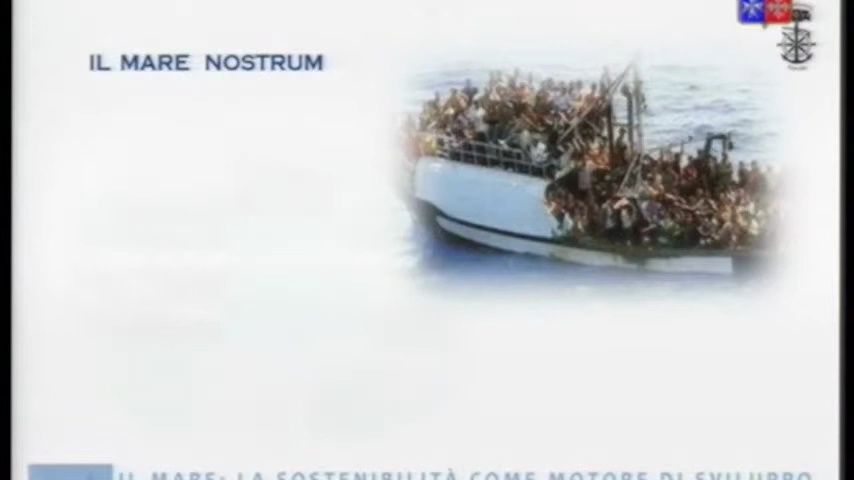 IL MARE NOSTRUM
IL MARE: LA SOSTENIBILITÀ COME MOTORE DI SVILUPPO